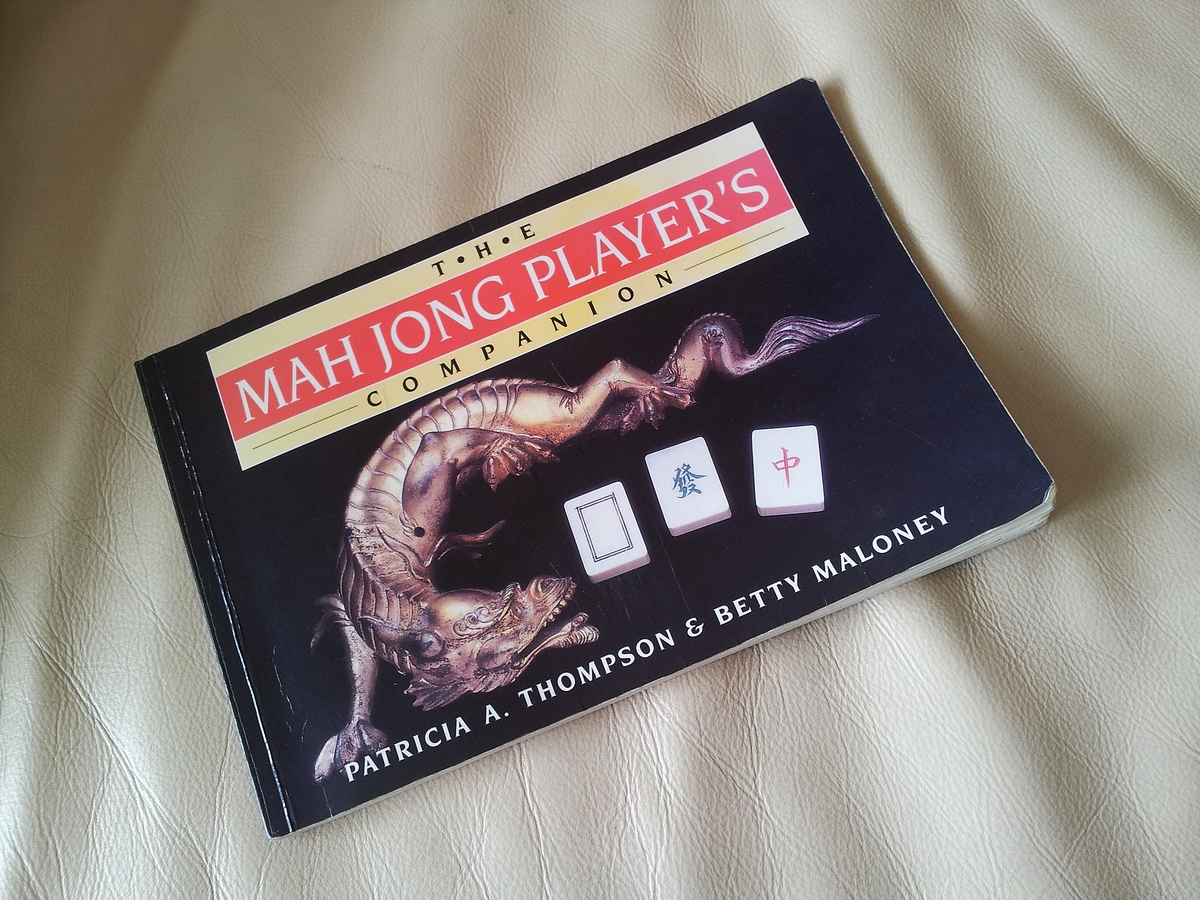 T•H•E
MAH JONG PLAYER'S
COMPANION
發
中
PATRICIA A. THOMPSON & BETTY MALONEY